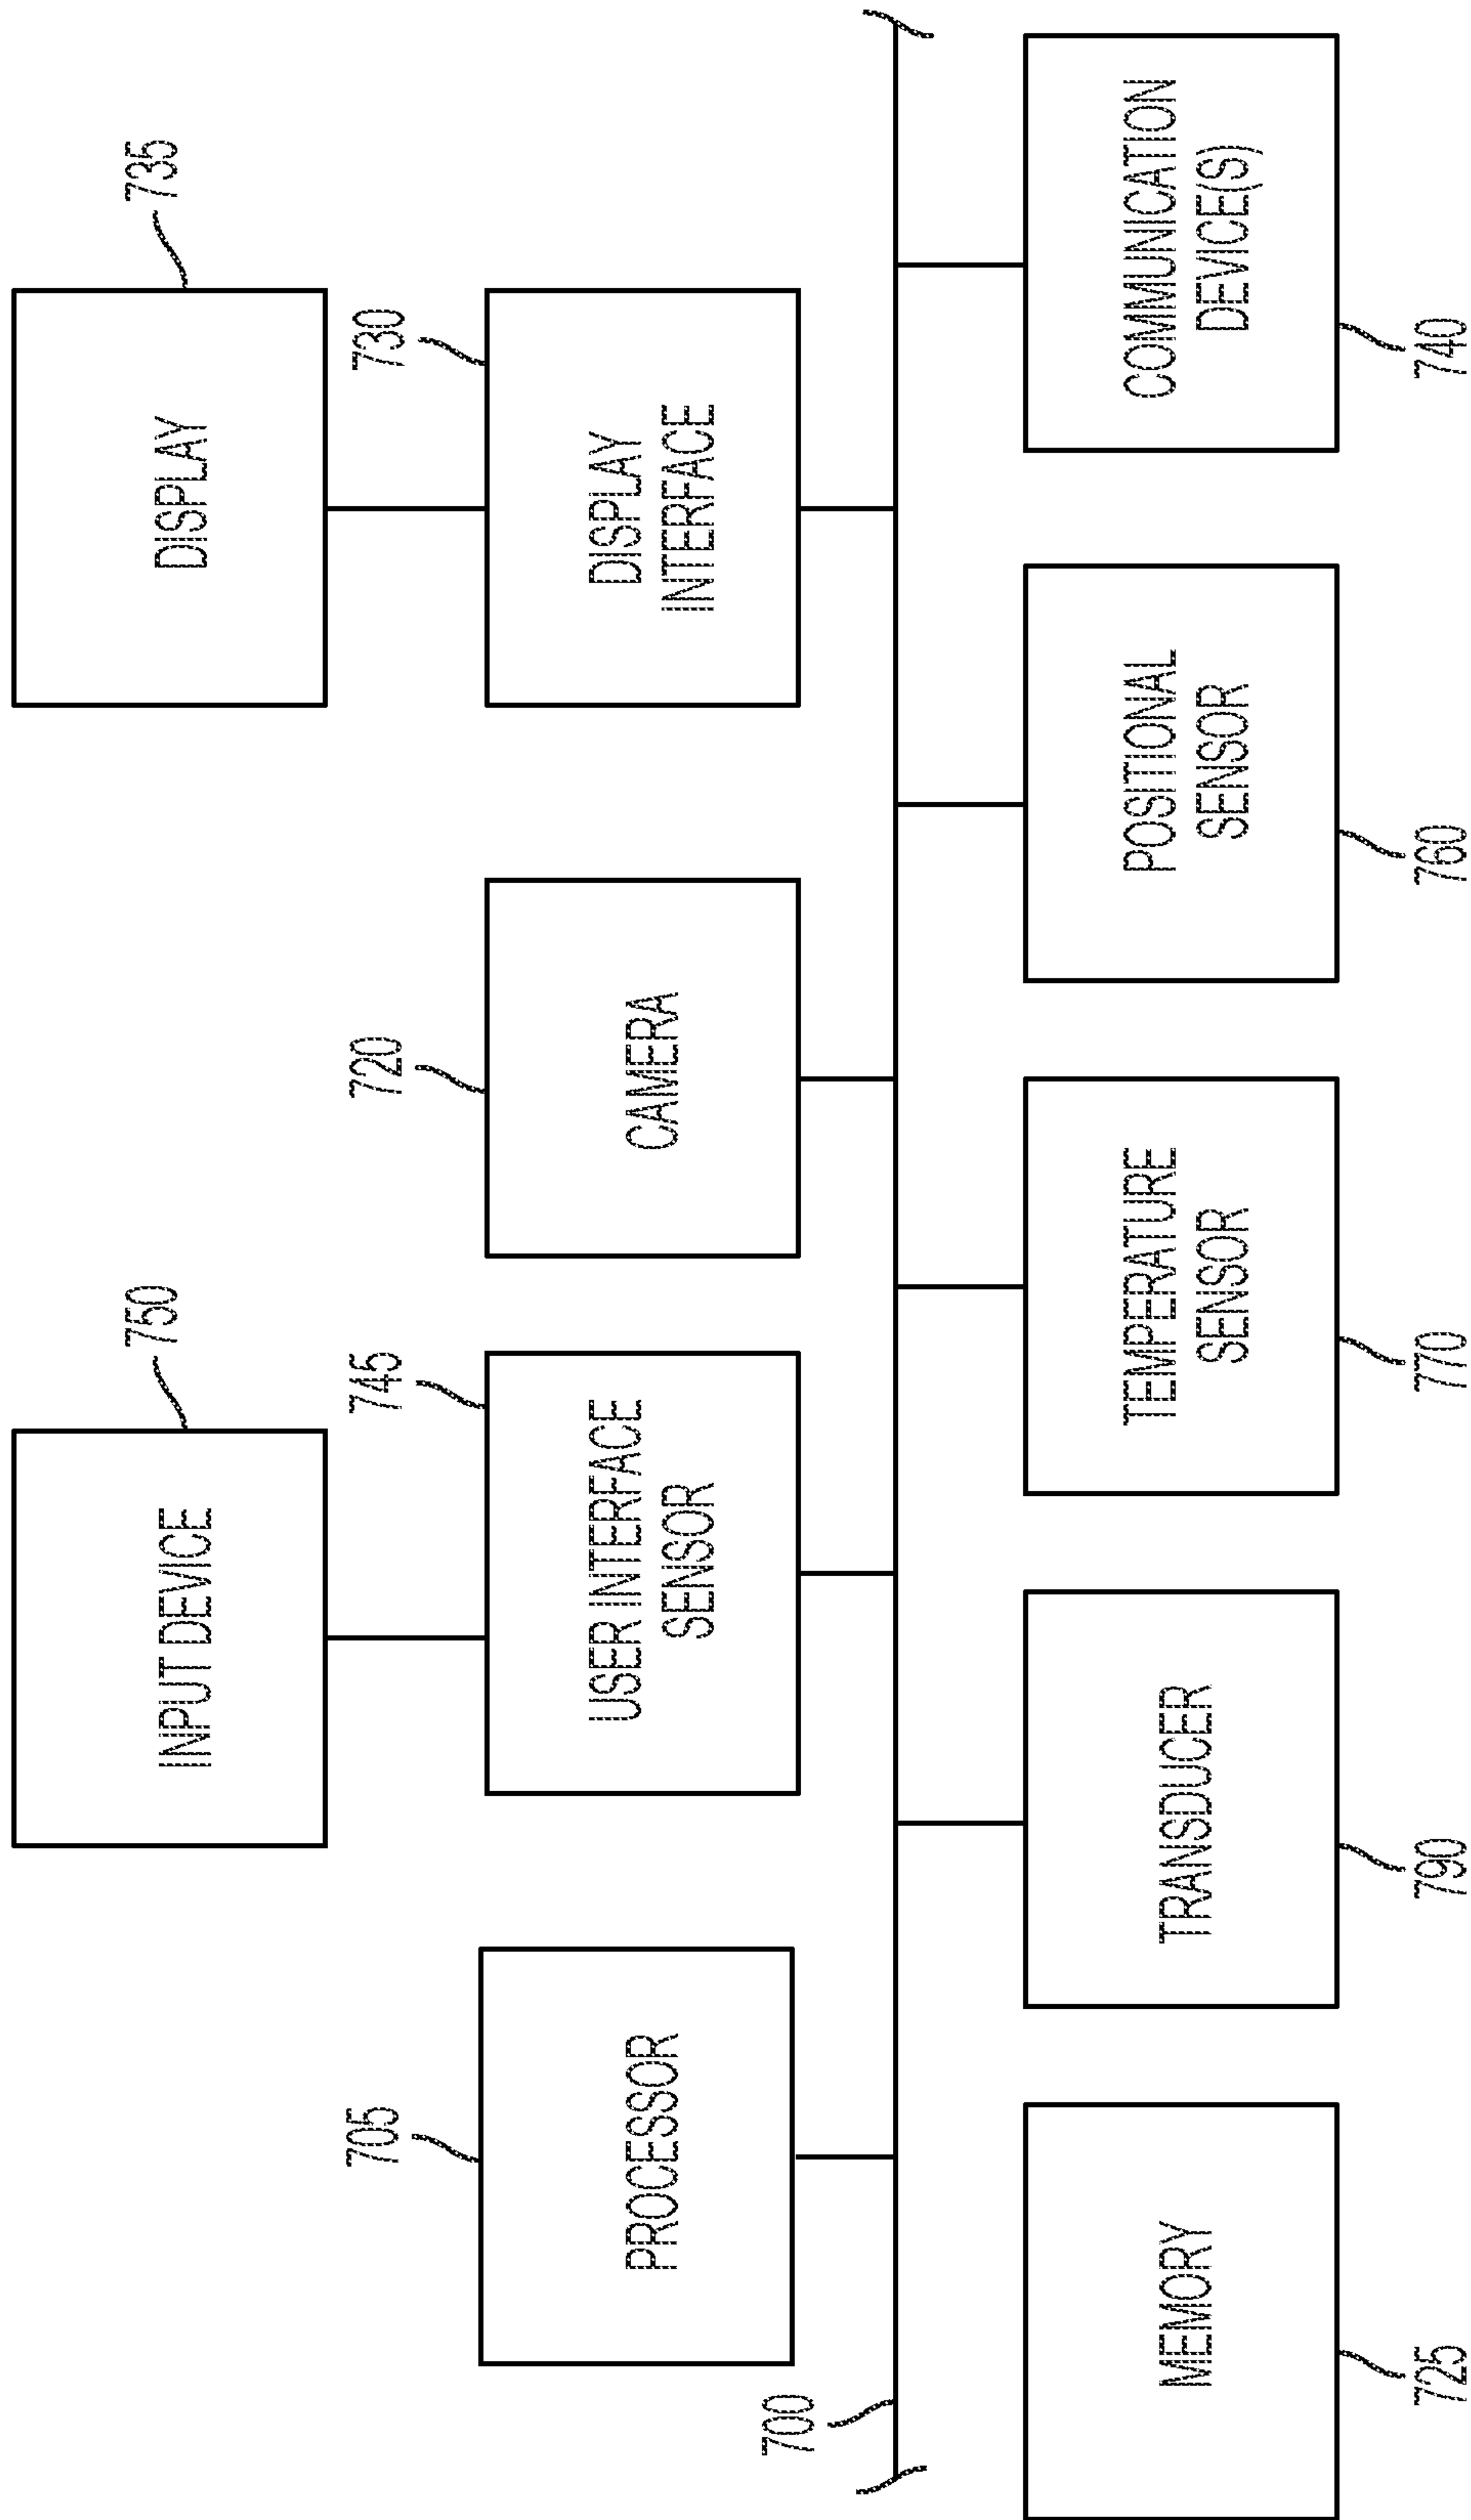 INPUT DEVICE
750
DISPLAY
735
705
745
720
730
PROCESSOR
USER INTERFACE
SENSOR
CAMERA
DISPLAY
INTERFACE
700
MEMORY
TRANSDUCER
TEMPERATURE
SENSOR
POSITIONAL
SENSOR
COMMUNICATION
DEVICE(S)
725
790
770
760
740